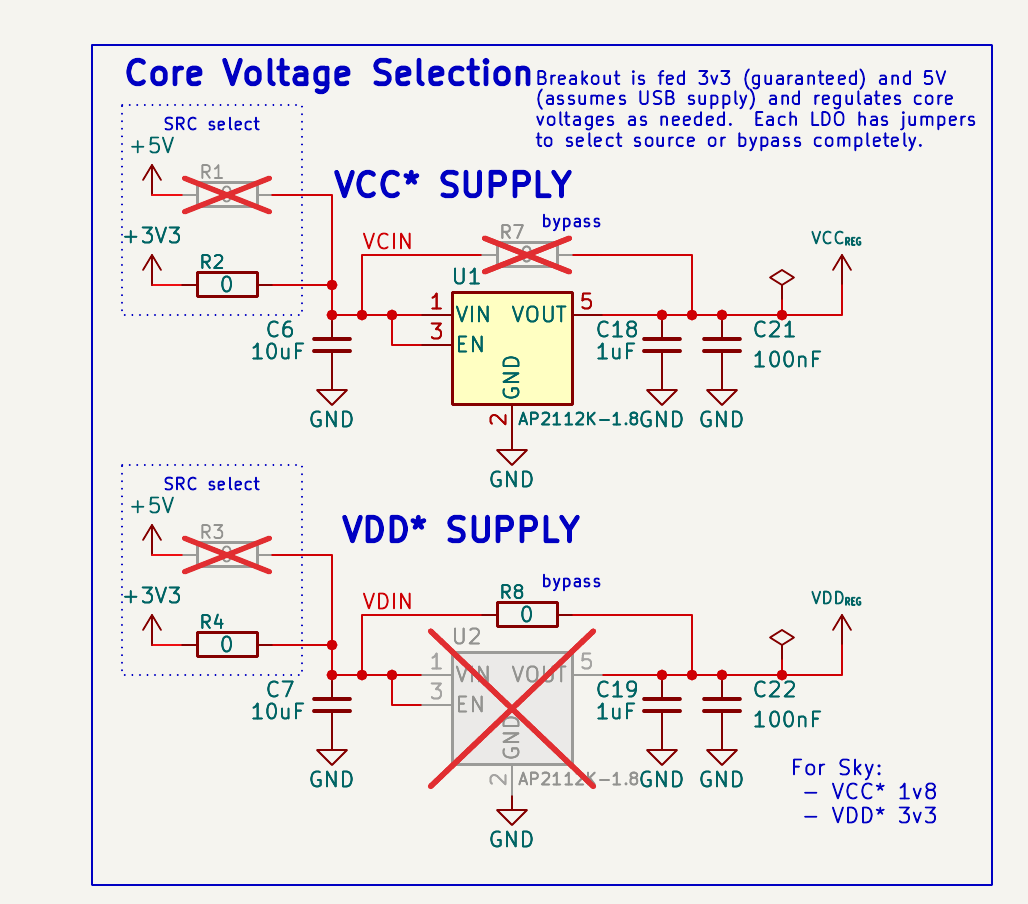 Core Voltage Selection
Breakout is fed 3v3 (guaranteed) and 5V
(assumes USB supply) and regulates core
voltages as needed.  Each LDO has jumpers
to select source or bypass completely.
SRC select
+5V
R1
0
VCC* SUPPLY
+3V3
R2
0
VCIN
R7
0
bypass
VCCREG
U1
1
VIN
VOUT
5
3
EN
GND
2
AP2112K-1.8
C6
10uF
C18
1uF
C21
100nF
GND
GND
GND
GND
SRC select
+5V
R3
0
VDD* SUPPLY
+3V3
R4
0
VDIN
R8
0
bypass
VDDREG
U2
1
VIN
VOUT
5
3
EN
GND
2
AP2112K-1.8
C7
10uF
C19
1uF
C22
100nF
GND
GND
GND
GND
For Sky:
- VCC* 1v8
- VDD* 3v3